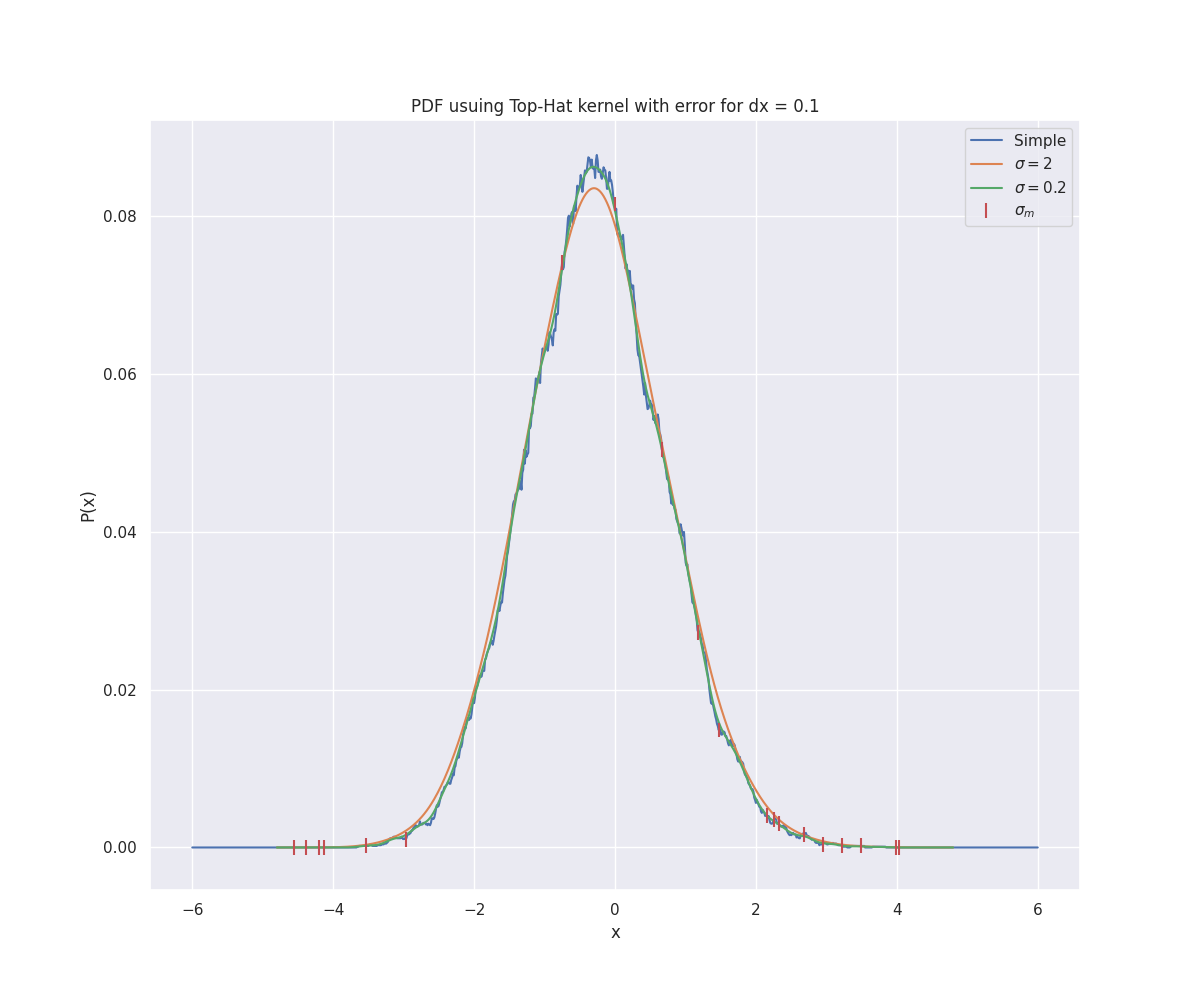 PDF usuing Top-Hat kernel with error for dx = 0.1
Simple
σ = 2
σ = 0.2
σₘ
P(x)
0.08
0.06
0.04
0.02
0.00
−6 −4 −2 0 2 4 6
x